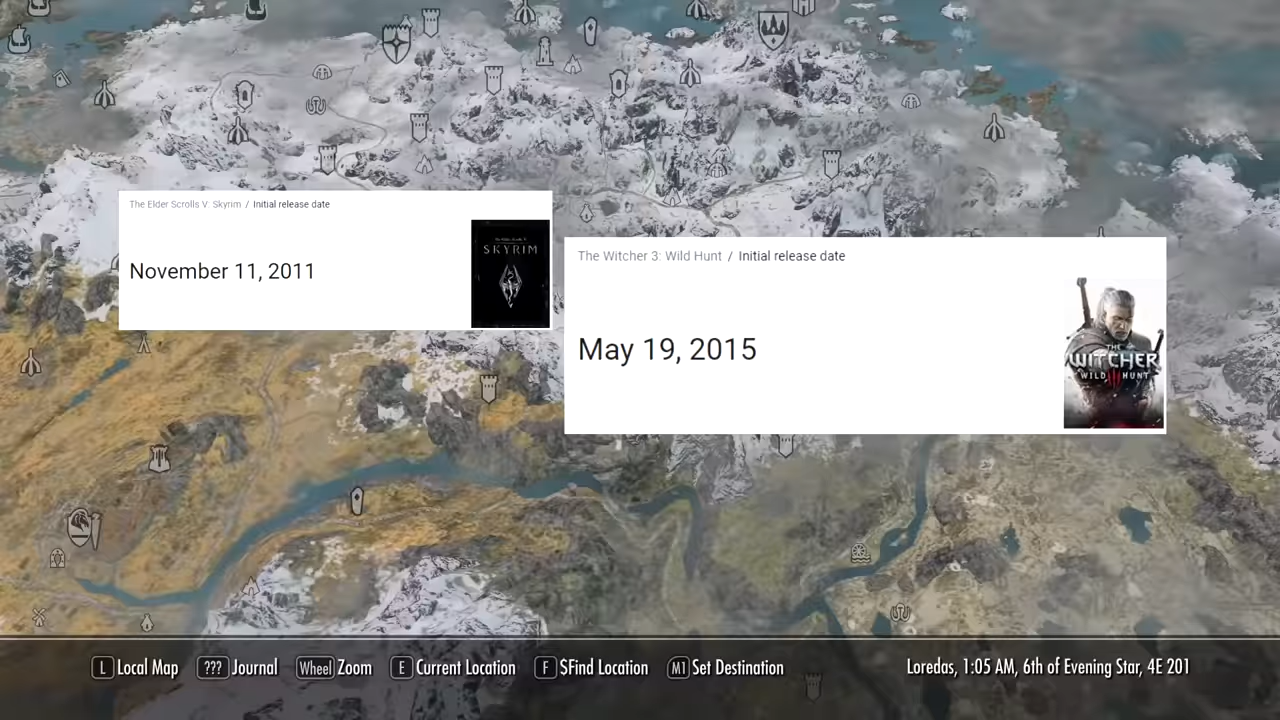 The Elder Scrolls V: Skyrim / Initial release date
November 11, 2011
SKYRIM
The Witcher 3: Wild Hunt / Initial release date
May 19, 2015
THE
WITCHER
WILD HUNT
L Local Map ??? Journal Wheel Zoom E Current Location F $Find Location M1 Set Destination Loredas, 1:05 AM, 6th of Evening Star, 4E 201